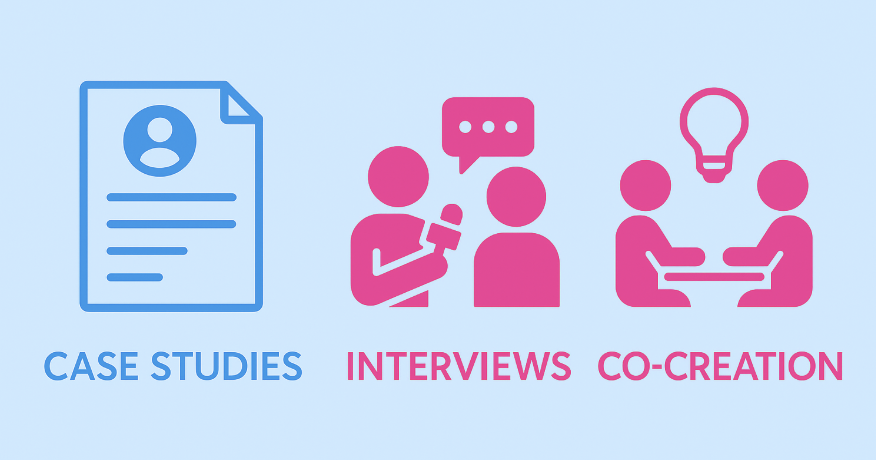 CASE STUDIES
INTERVIEWS
CO-CREATION